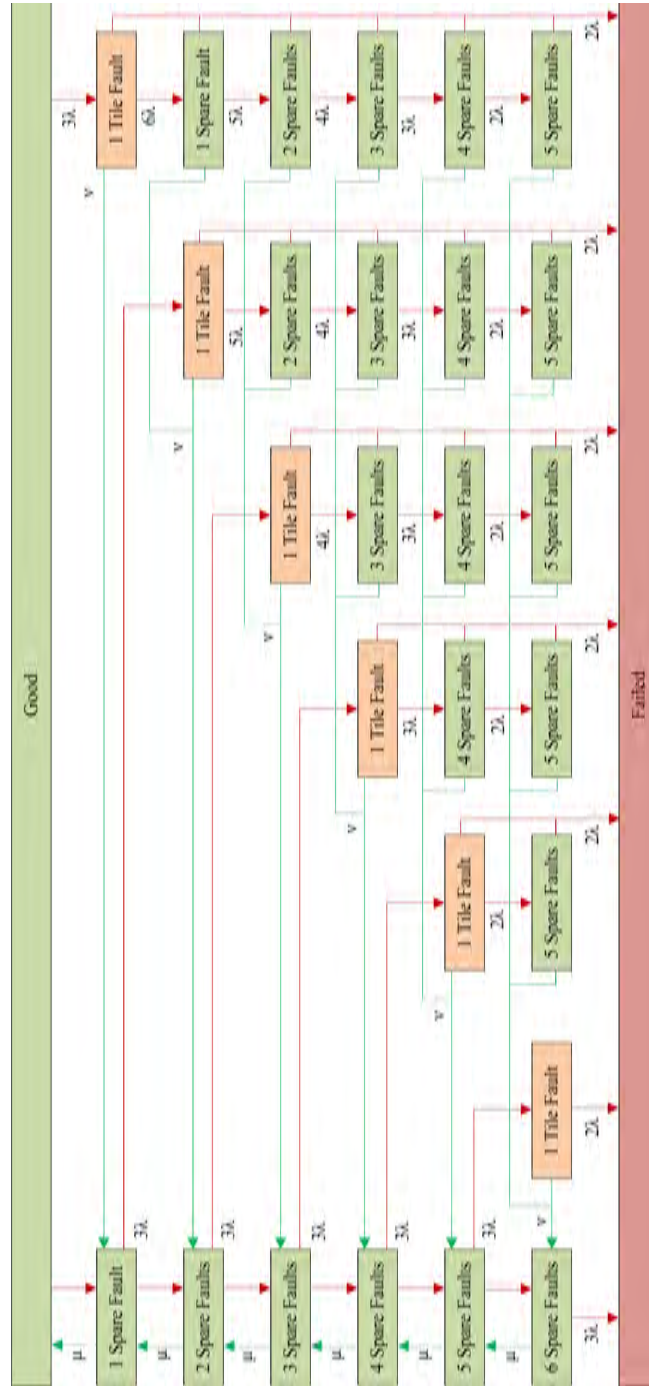 Good
3λ
μ
v
1 Spare Fault
1 Tile Fault
μ
3λ
6λ
v
2 Spare Faults
1 Tile Fault
1 Spare Fault
μ
3λ
5λ
5λ
v
3 Spare Faults
1 Tile Fault
2 Spare Faults
2 Spare Faults
μ
3λ
4λ
4λ
4λ
v
4 Spare Faults
1 Tile Fault
3 Spare Faults
3 Spare Faults
3 Spare Faults
μ
3λ
3λ
3λ
3λ
3λ
v
5 Spare Faults
1 Tile Fault
4 Spare Faults
4 Spare Faults
4 Spare Faults
4 Spare Faults
μ
3λ
2λ
2λ
2λ
2λ
2λ
v
6 Spare Faults
1 Tile Fault
5 Spare Faults
5 Spare Faults
5 Spare Faults
5 Spare Faults
5 Spare Faults
3λ
2λ
2λ
2λ
2λ
2λ
2λ
Failed